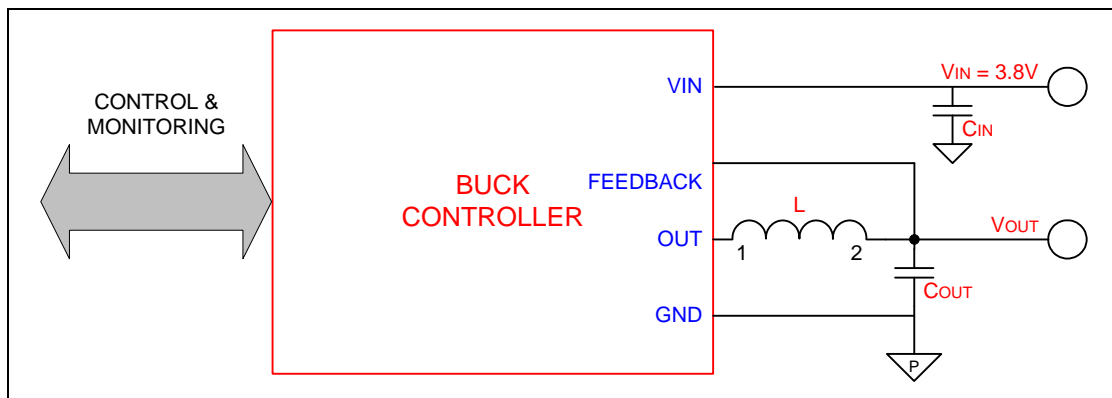 CONTROL &
MONITORING
BUCK
CONTROLLER
VIN
FEEDBACK
OUT
GND
VIN = 3.8V
CIN
L
1 2
VOUT
COUT
P